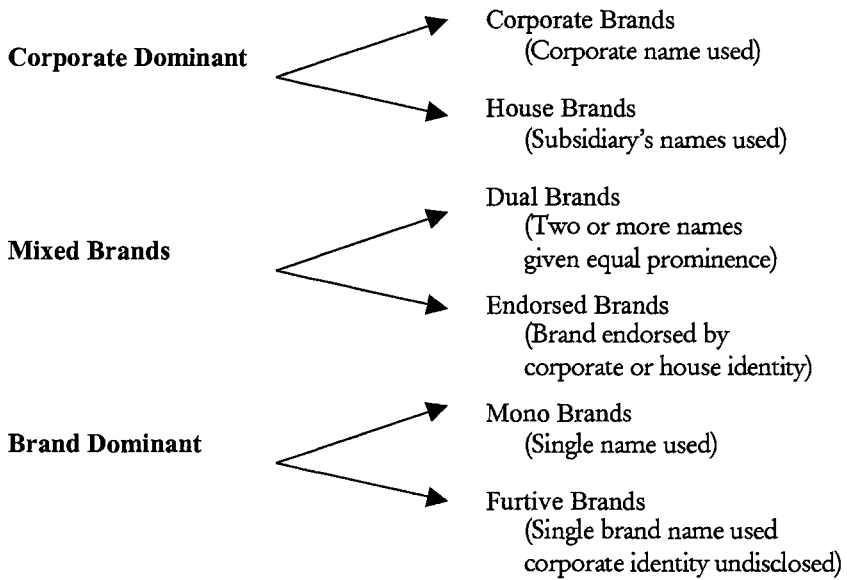 Corporate Dominant
Corporate Brands
(Corporate name used)
House Brands
(Subsidiary's names used)
Mixed Brands
Dual Brands
(Two or more names
given equal prominence)
Endorsed Brands
(Brand endorsed by
corporate or house identity)
Brand Dominant
Mono Brands
(Single name used)
Furtive Brands
(Single brand name used
corporate identity undisclosed)